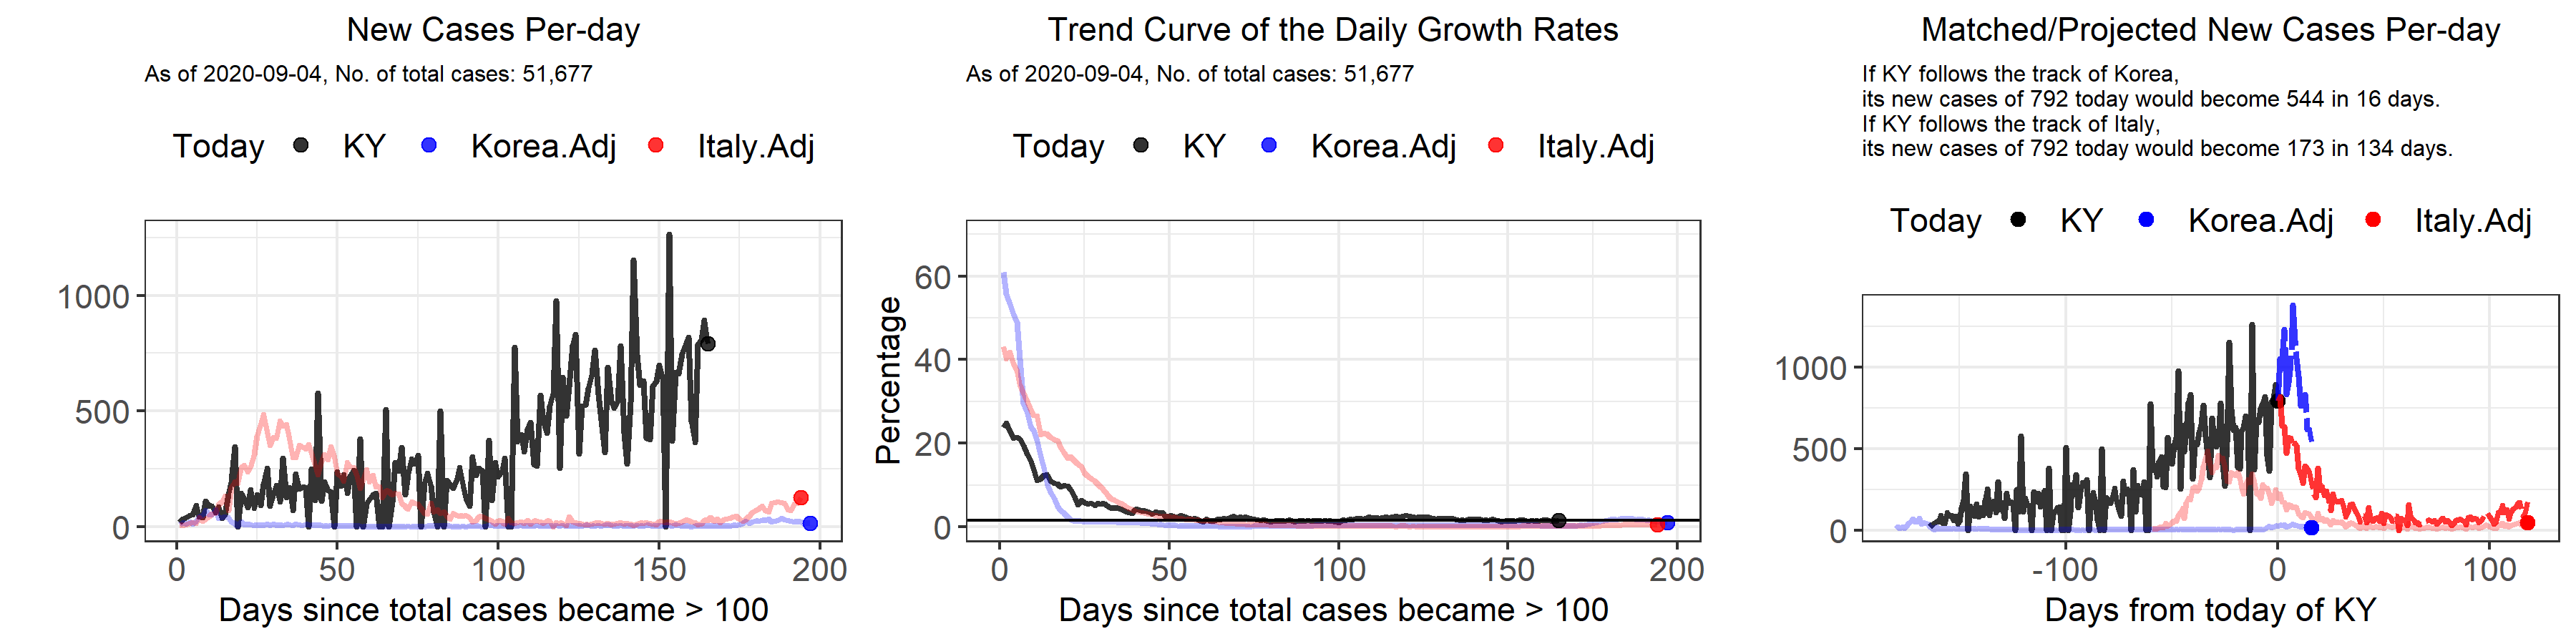 New Cases Per-day
As of 2020-09-04, No. of total cases: 51,677
Today KY Korea.Adj Italy.Adj
1000
500
0
0 50 100 150 200
Days since total cases became > 100
Trend Curve of the Daily Growth Rates
As of 2020-09-04, No. of total cases: 51,677
Today KY Korea.Adj Italy.Adj
Percentage
60
40
20
0
0 50 100 150 200
Days since total cases became > 100
Matched/Projected New Cases Per-day
If KY follows the track of Korea,
its new cases of 792 today would become 544 in 16 days.
If KY follows the track of Italy,
its new cases of 792 today would become 173 in 134 days.
Today KY Korea.Adj Italy.Adj
1000
500
0
-100 0 100
Days from today of KY